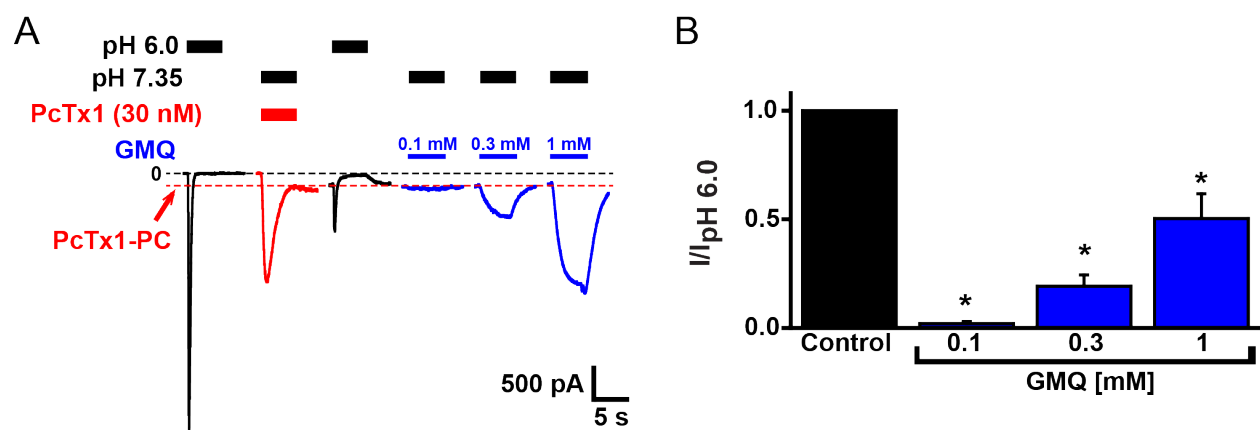 A
pH 6.0
pH 7.35
PcTx1 (30 nM)
GMQ
0.1 mM 0.3 mM 1 mM
0
PcTx1-PC
500 pA
5 s
B
I/IpH 6.0
1.0
0.5
0.0
* * *
Control 0.1 0.3 1
GMQ [mM]